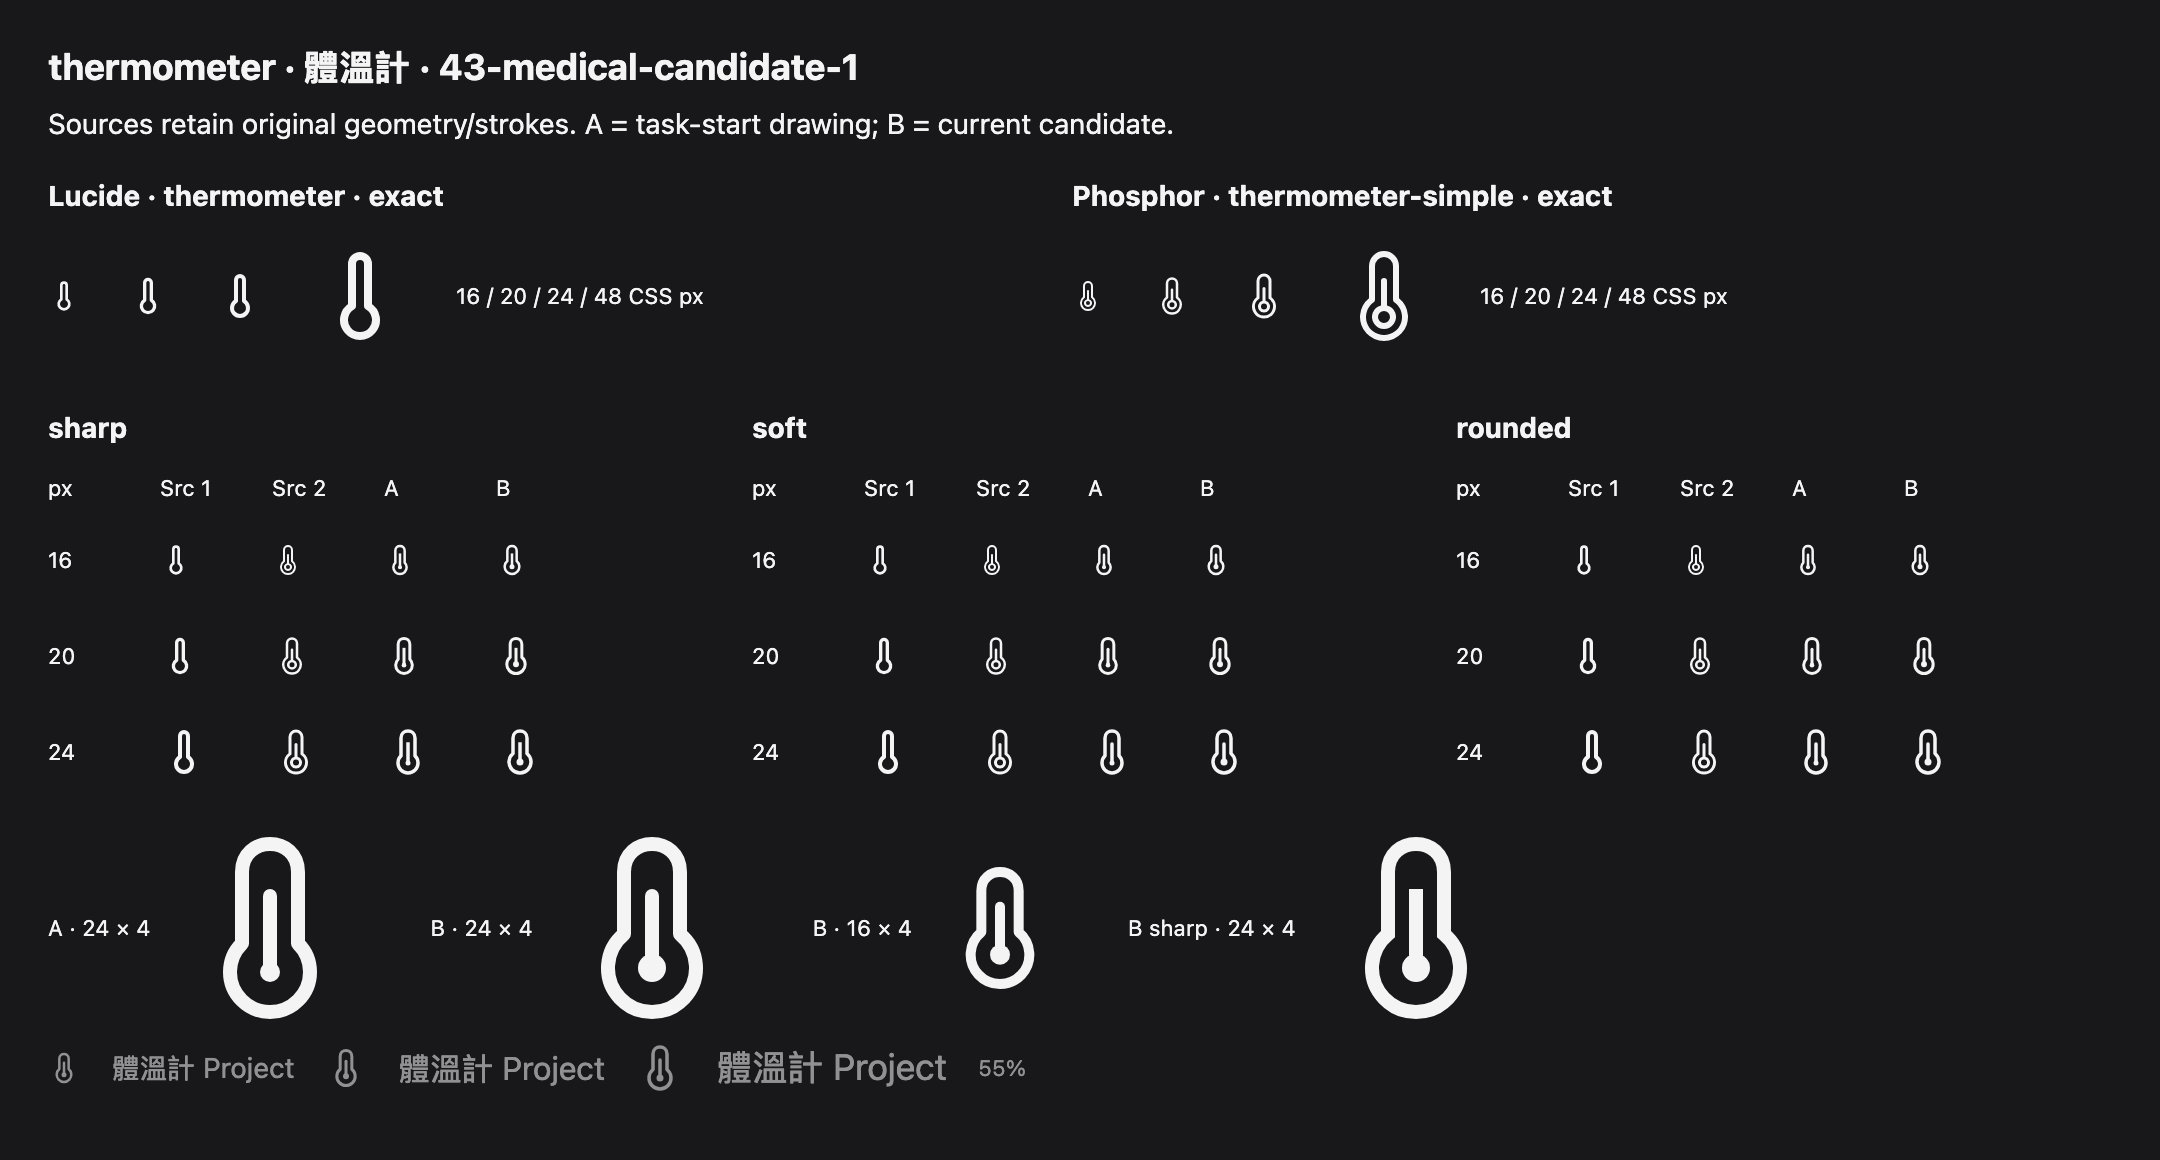 thermometer · 體溫計 · 43-medical-candidate-1
Sources retain original geometry/strokes. A = task-start drawing; B = current candidate.
Lucide · thermometer · exact
16 / 20 / 24 / 48 CSS px
Phosphor · thermometer-simple · exact
16 / 20 / 24 / 48 CSS px
sharp
px Src 1 Src 2 A B
16
20
24
soft
px Src 1 Src 2 A B
16
20
24
rounded
px Src 1 Src 2 A B
16
20
24
A · 24 × 4
B · 24 × 4
B · 16 × 4
B sharp · 24 × 4
體溫計 Project 體溫計 Project 體溫計 Project 55%